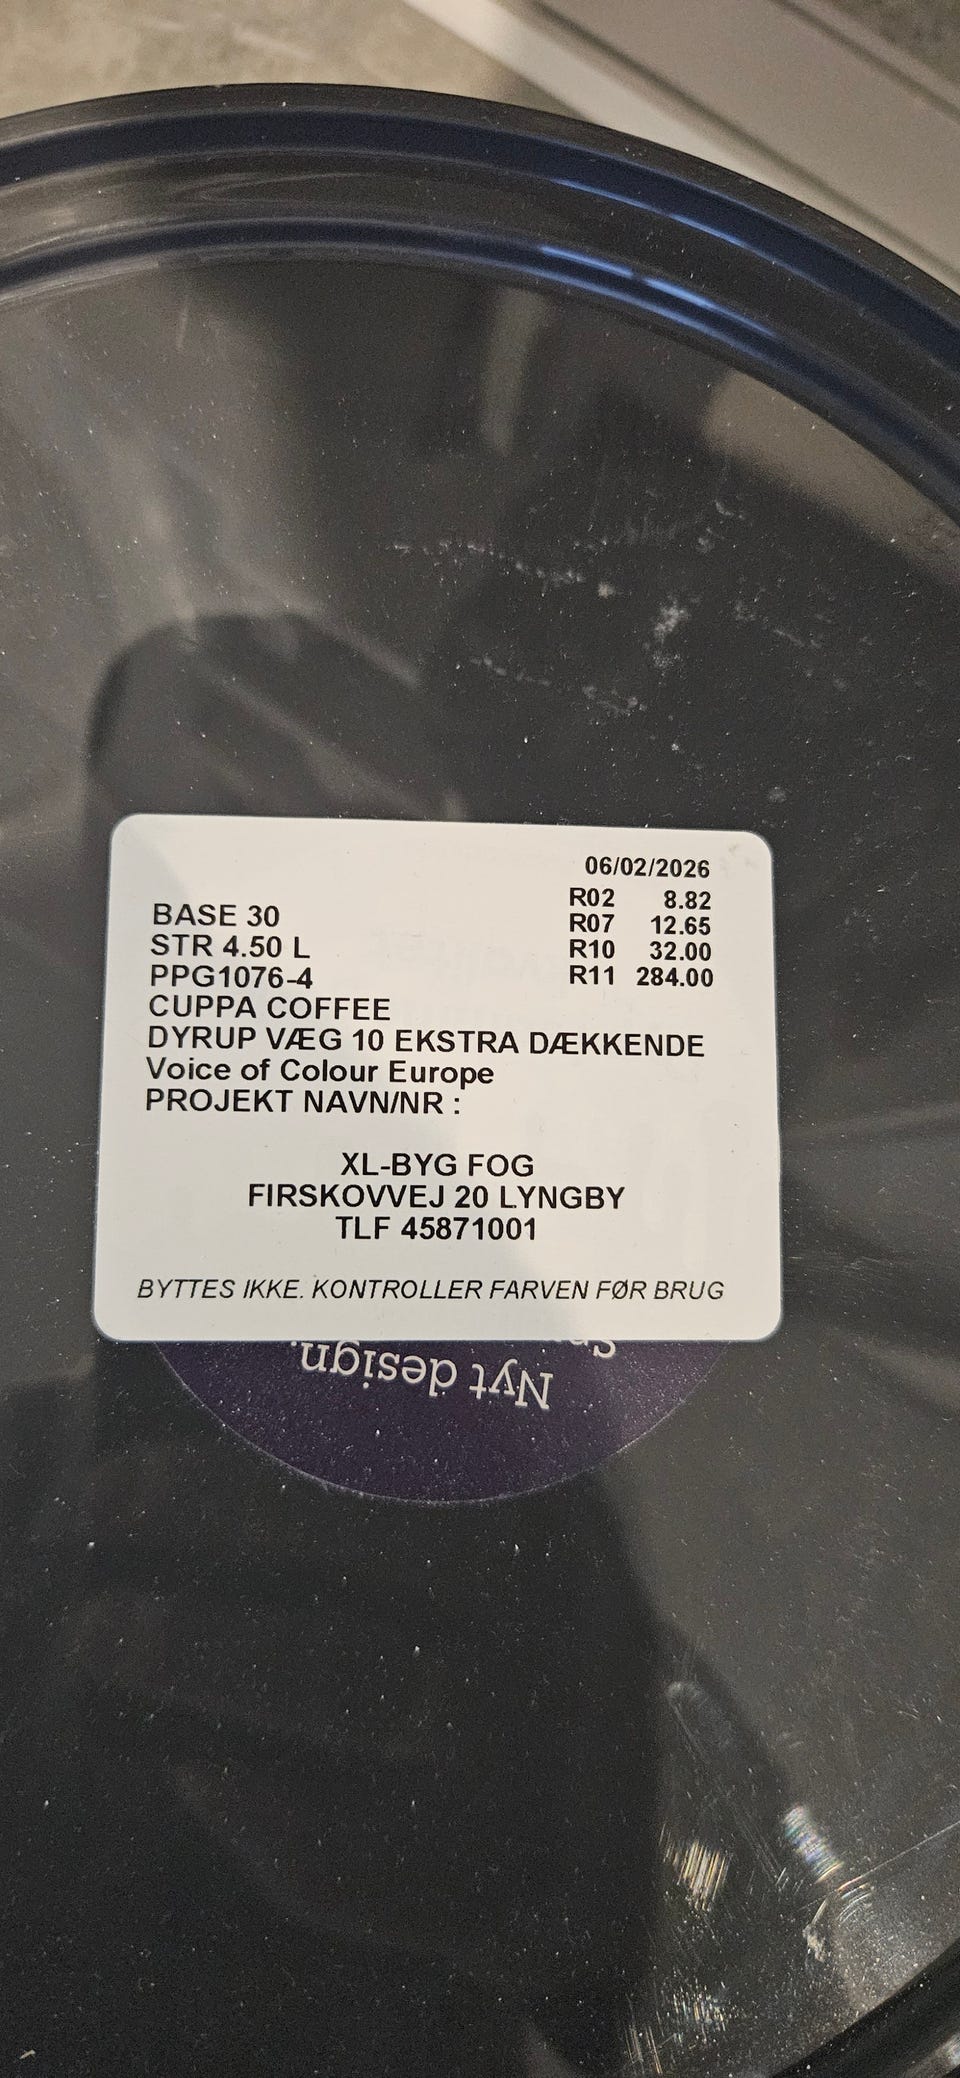 06/02/2026
R02 8.82
R07 12.65
R10 32.00
R11 284.00
BASE 30
STR 4.50 L
PPG1076-4
CUPPA COFFEE
DYRUP VÆG 10 EKSTRA DÆKKENDE
Voice of Colour Europe
PROJEKT NAVN/NR :
XL-BYG FOG
FIRSKOVVEJ 20 LYNGBY
TLF 45871001
BYTTES IKKE. KONTROLLER FARVEN FØR BRUG
Nyt design.